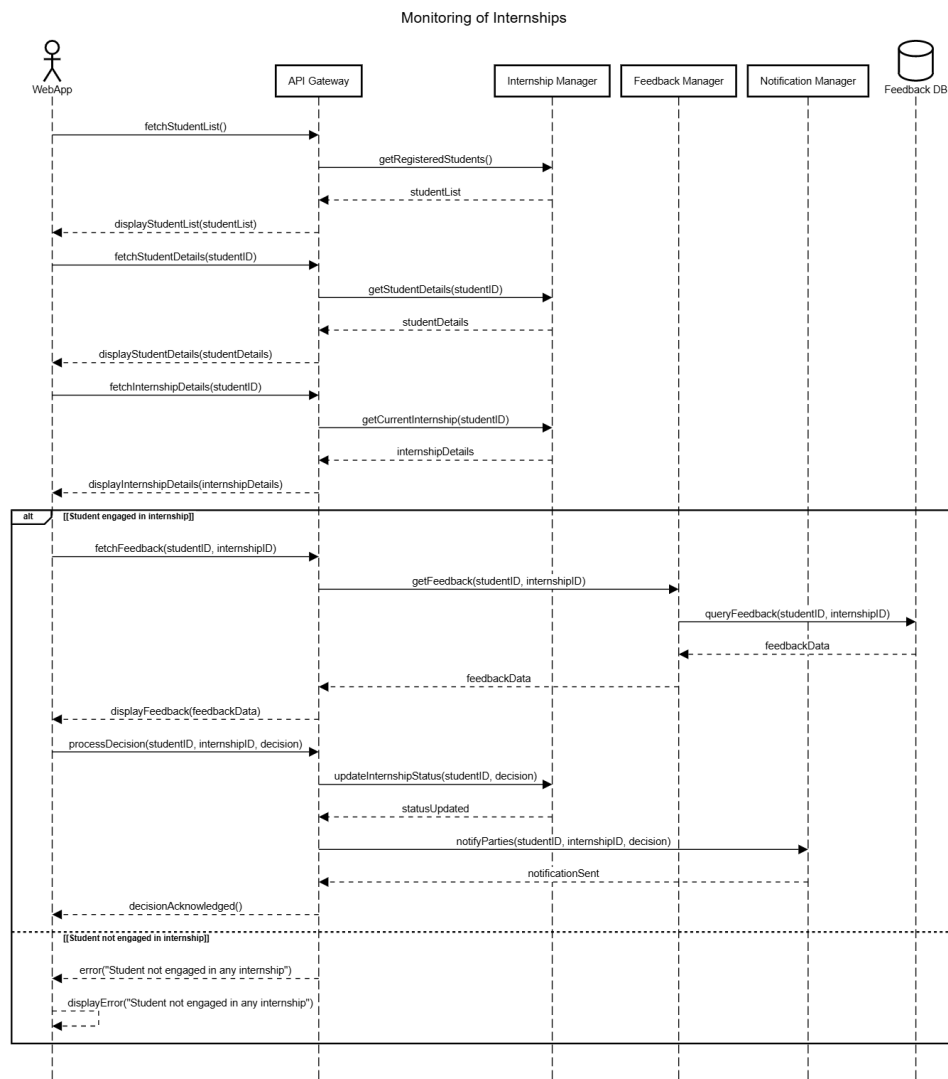 Monitoring of Internships
WebApp
API Gateway
Internship Manager
Feedback Manager
Notification Manager
Feedback DB
fetchStudentList()
getRegisteredStudents()
studentList
displayStudentList(studentList)
fetchStudentDetails(studentID)
getStudentDetails(studentID)
studentDetails
displayStudentDetails(studentDetails)
fetchInternshipDetails(studentID)
getCurrentInternship(studentID)
internshipDetails
displayInternshipDetails(internshipDetails)
alt [[Student engaged in internship]]
fetchFeedback(studentID, internshipID)
getFeedback(studentID, internshipID)
queryFeedback(studentID, internshipID)
feedbackData
feedbackData
displayFeedback(feedbackData)
processDecision(studentID, internshipID, decision)
updateInternshipStatus(studentID, decision)
statusUpdated
notifyParties(studentID, internshipID, decision)
notificationSent
decisionAcknowledged()
[[Student not engaged in internship]]
error("Student not engaged in any internship")
displayError("Student not engaged in any internship")